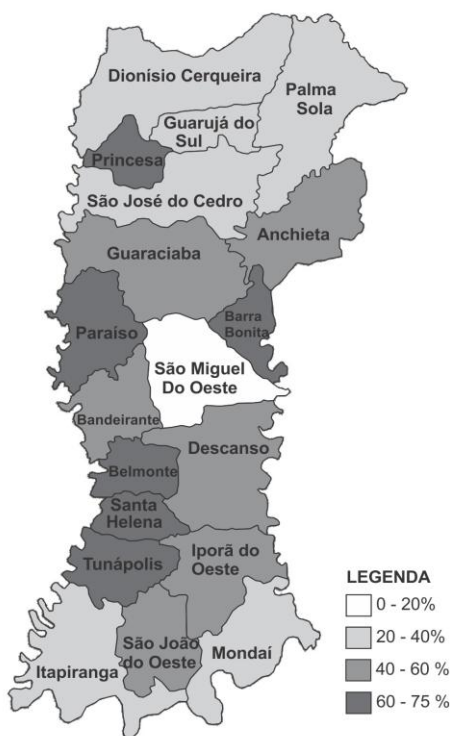 Dionísio Cerqueira
Palma
Sola
Guarujá do
Sul
Princesa
São José do Cedro
Anchieta
Guaraciaba
Paraíso
Barra
Bonita
São Miguel
Do Oeste
Bandeirante
Descanso
Belmonte
Santa
Helena
Iporã do
Oeste
Tunápolis
São João
do Oeste
Mondaí
Itapiranga
LEGENDA
0 - 20%
20 - 40%
40 - 60 %
60 - 75 %